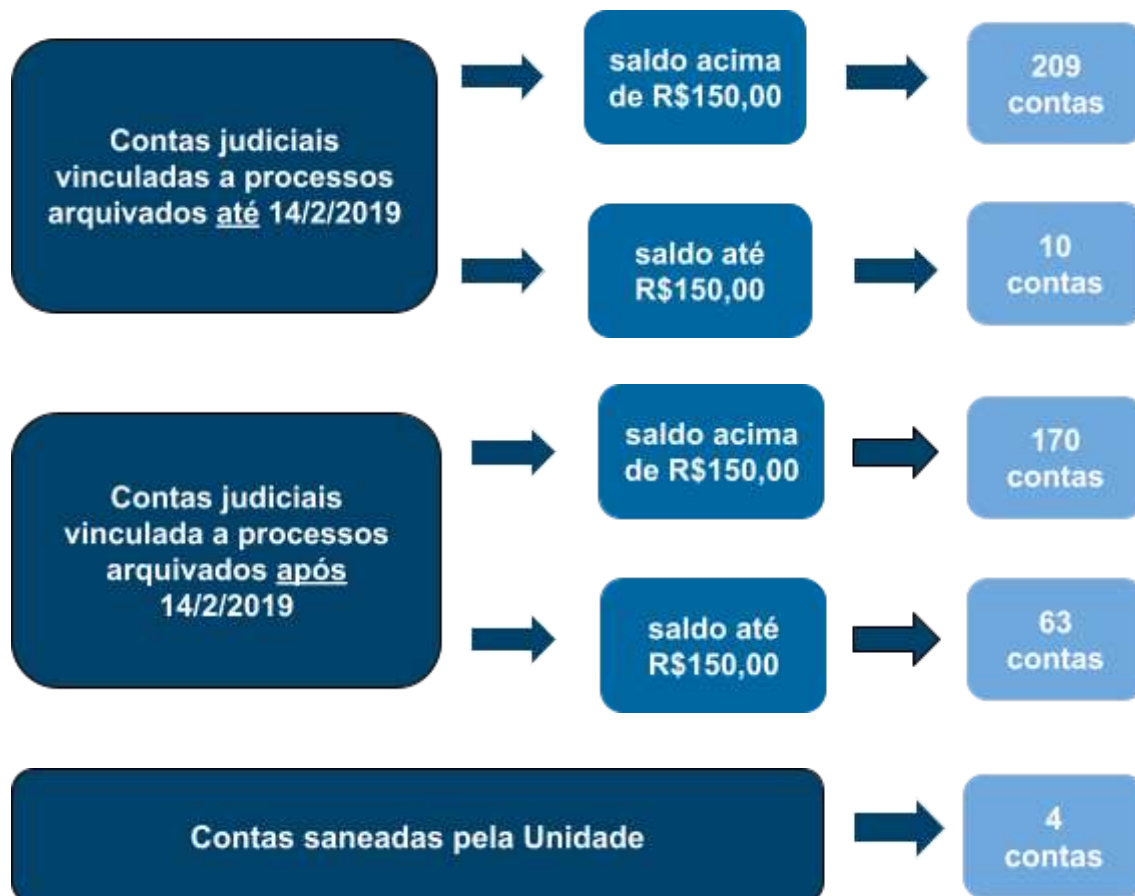 Contas judiciais
vinculadas a processos
arquivados até 14/2/2019
saldo acima
de R$150,00
209
contas
saldo até
R$150,00
10
contas
Contas judiciais
vinculada a processos
arquivados após
14/2/2019
saldo acima
de R$150,00
170
contas
saldo até
R$150,00
63
contas
Contas saneadas pela Unidade
4
contas